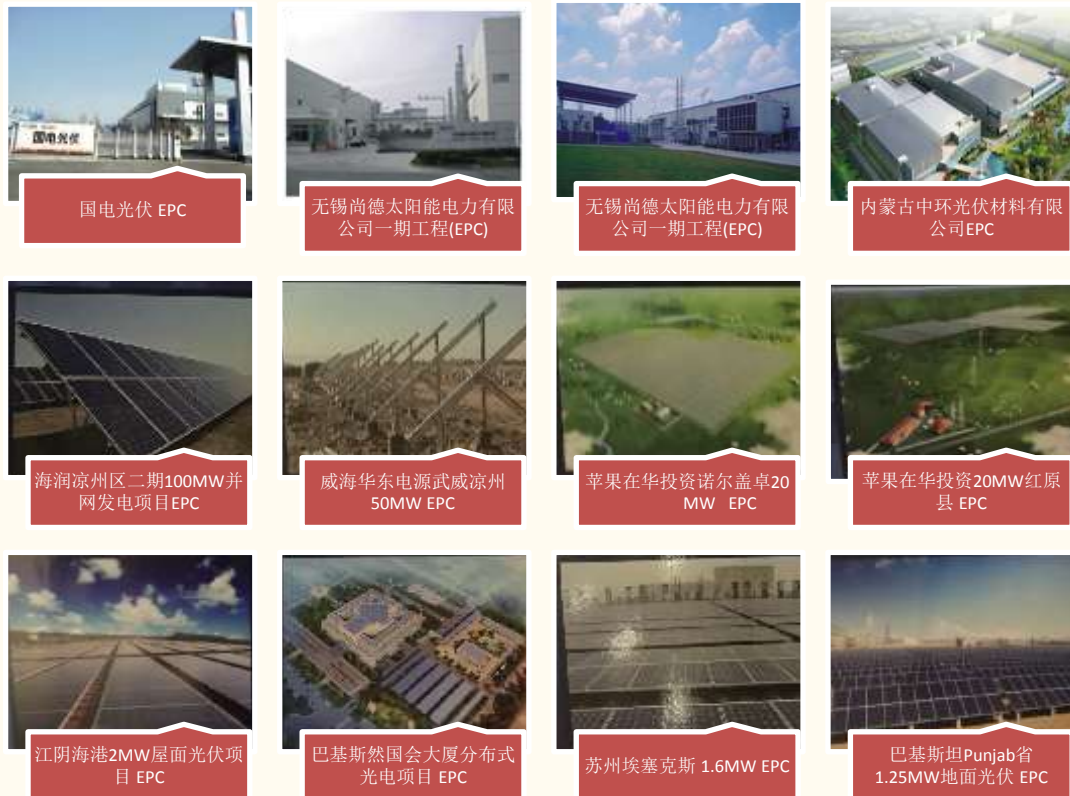 国电光伏
国电光伏 EPC
无锡尚德太阳能电力有限
公司一期工程(EPC)
无锡尚德太阳能电力有限
公司一期工程(EPC)
内蒙古中环光伏材料有限
公司EPC
海润凉州区二期100MW并
网发电项目EPC
威海华东电源武威凉州
50MW EPC
苹果在华投资诺尔盖卓20
MW EPC
苹果在华投资20MW红原
县 EPC
江阴海港2MW屋面光伏项
目 EPC
巴基斯然国会大厦分布式
光电项目 EPC
苏州埃塞克斯 1.6MW EPC
巴基斯坦Punjab省
1.25MW地面光伏 EPC